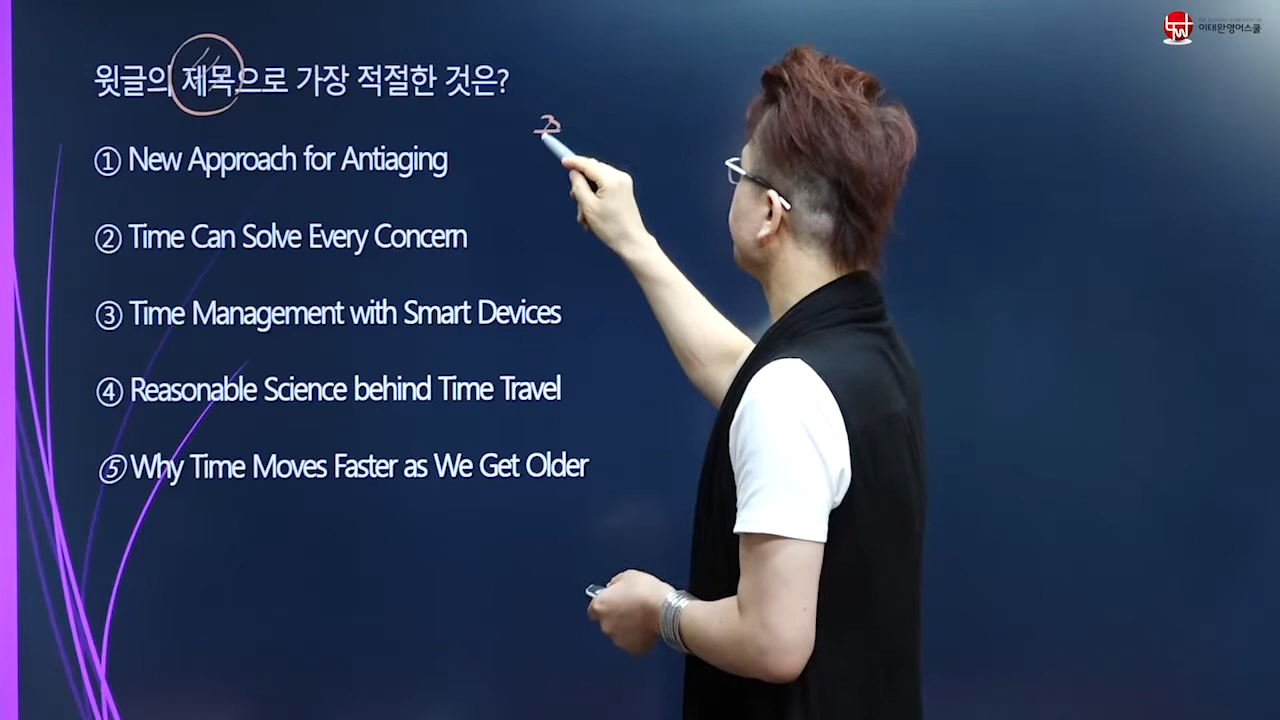 윗글의 제목으로 가장 적절한 것은?
① New Approach for Antiaging
② Time Can Solve Every Concern
③ Time Management with Smart Devices
④ Reasonable Science behind Time Travel
⑤ Why Time Moves Faster as We Get Older
이태완영어스쿨